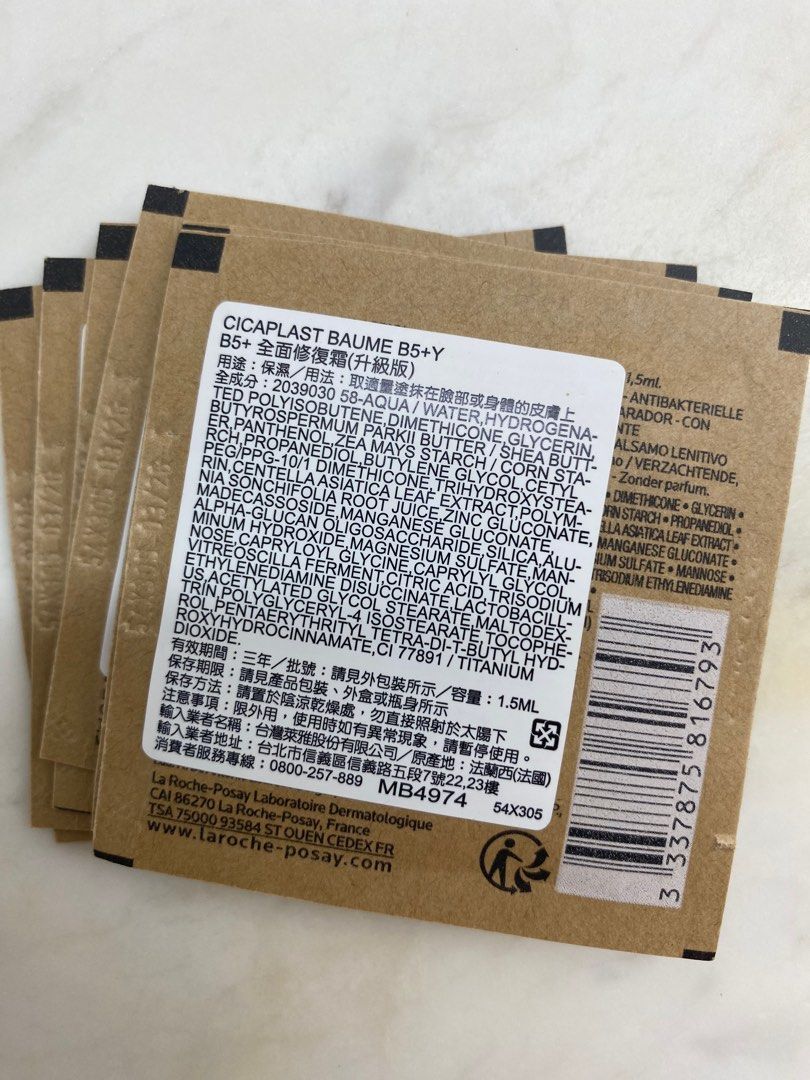 CICAPLAST BAUME B5+Y
B5+ 全面修復霜(升級版)
用途：保濕／用法：取適量塗抹在臉部或身體的皮膚上
全成分：2039030 58-AQUA / WATER,HYDROGENA-
TED POLYISOBUTENE,DIMETHICONE,GLYCERIN,
BUTYROSPERMUM PARKII BUTTER / SHEA BUTT-
ER,PANTHENOL,ZEA MAYS STARCH / CORN STA-
RCH,PROPANEDIOL,BUTYLENE GLYCOL,CETYL
PEG/PPG-10/1 DIMETHICONE,TRIHYDROXYSTEA-
RIN,CENTELLA ASIATICA LEAF EXTRACT,POLYM-
NIA SONCHIFOLIA ROOT JUICE,ZINC GLUCONATE,
MADECASSOSIDE,MANGANESE GLUCONATE,
ALPHA-GLUCAN OLIGOSACCHARIDE,SILICA,ALU-
MINUM HYDROXIDE,MAGNESIUM SULFATE,MAN-
NOSE,CAPRYLOYL GLYCINE,CAPRYLYL GLYCOL,
VITREOSCILLA FERMENT,CITRIC ACID,TRISODIUM
ETHYLENEDIAMINE DISUCCINATE,LACTOBACILL-
US,ACETYLATED GLYCOL STEARATE,MALTODEX-
TRIN,POLYGLYCERYL-4 ISOSTEARATE,TOCOPHE-
ROL,PENTAERYTHRITYL TETRA-DI-T-BUTYL HYD-
ROXYHYDROCINNAMATE,CI 77891 / TITANIUM
DIOXIDE.
有效期間：三年／批號：請見外包裝所示／容量：1.5ML
保存期限：請見產品包裝、外盒或瓶身所示
保存方法：請置於陰涼乾燥處，勿直接照射於太陽下
注意事項：限外用，使用時如有異常現象，請暫停使用。
輸入業者名稱：台灣萊雅股份有限公司／原產地：法蘭西(法國)
輸入業者地址：台北市信義區信義路五段7號22,23樓
消費者服務專線：0800-257-889 MB4974 54X305
1,5ml.
- ANTIBAKTERIELLE
ARADOR - CON
NTE
ALSAMO LENITIVO
/ VERZACHTENDE,
- Zonder parfum.
• DIMETHICONE • GLYCERIN •
RN STARCH • PROPANEDIOL •
LLA ASIATICA LEAF EXTRACT •
MANGANESE GLUCONATE •
IUM SULFATE • MANNOSE •
TRISODIUM ETHYLENEDIAMINE
La Roche-Posay Laboratoire Dermatologique
CAI 86270 La Roche-Posay, France
TSA 75000 93584 ST OUEN CEDEX FR
www.laroche-posay.com
3 337875 816793